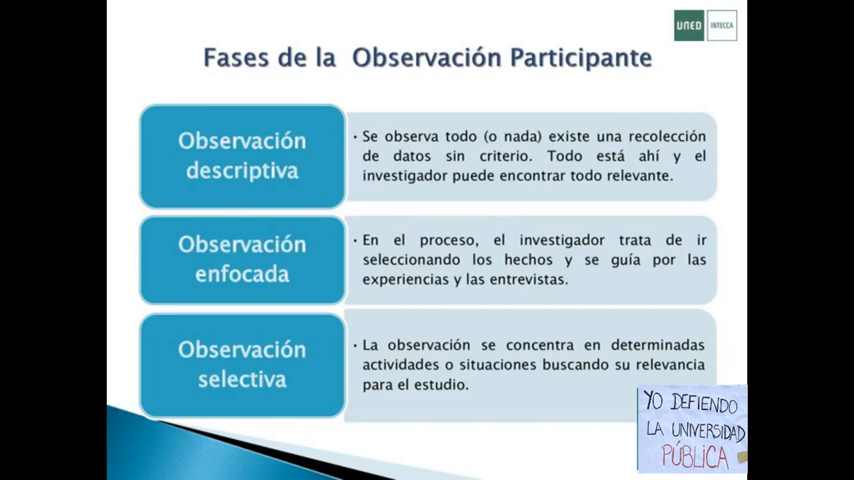 UNED
INTECCA
Fases de la Observación Participante
Observación
descriptiva
• Se observa todo (o nada) existe una recolección
de datos sin criterio. Todo está ahí y el
investigador puede encontrar todo relevante.
Observación
enfocada
• En el proceso, el investigador trata de ir
seleccionando los hechos y se guía por las
experiencias y las entrevistas.
Observación
selectiva
• La observación se concentra en determinadas
actividades o situaciones buscando su relevancia
para el estudio.
YO DEFIENDO
LA UNIVERSIDAD
PÚBLICA